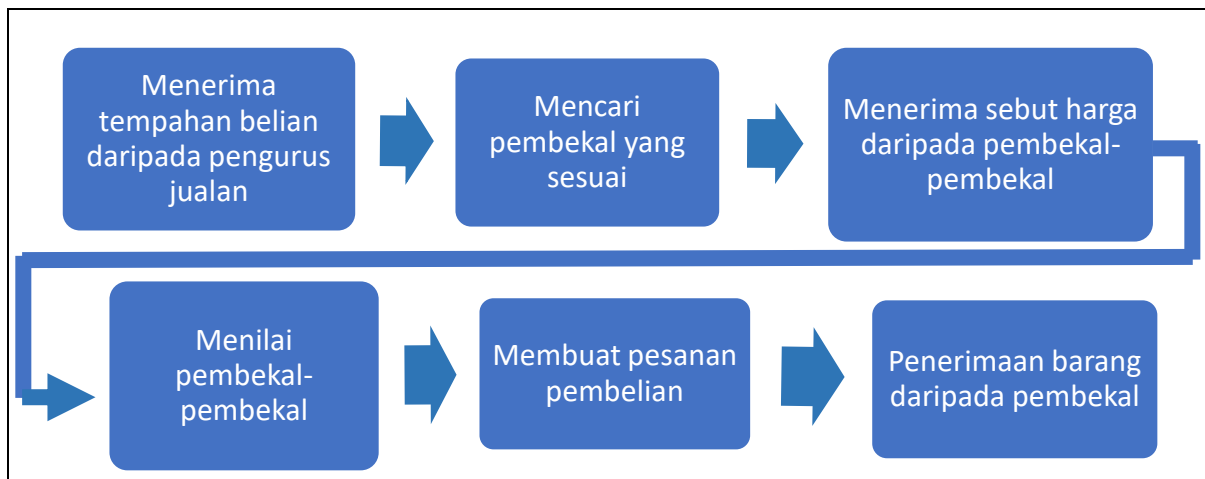 Menerima
tempahan belian
daripada pengurus
jualan
Mencari
pembekal yang
sesuai
Menerima sebut harga
daripada pembekal-
pembekal
Menilai
pembekal-
pembekal
Membuat pesanan
pembelian
Penerimaan barang
daripada pembekal